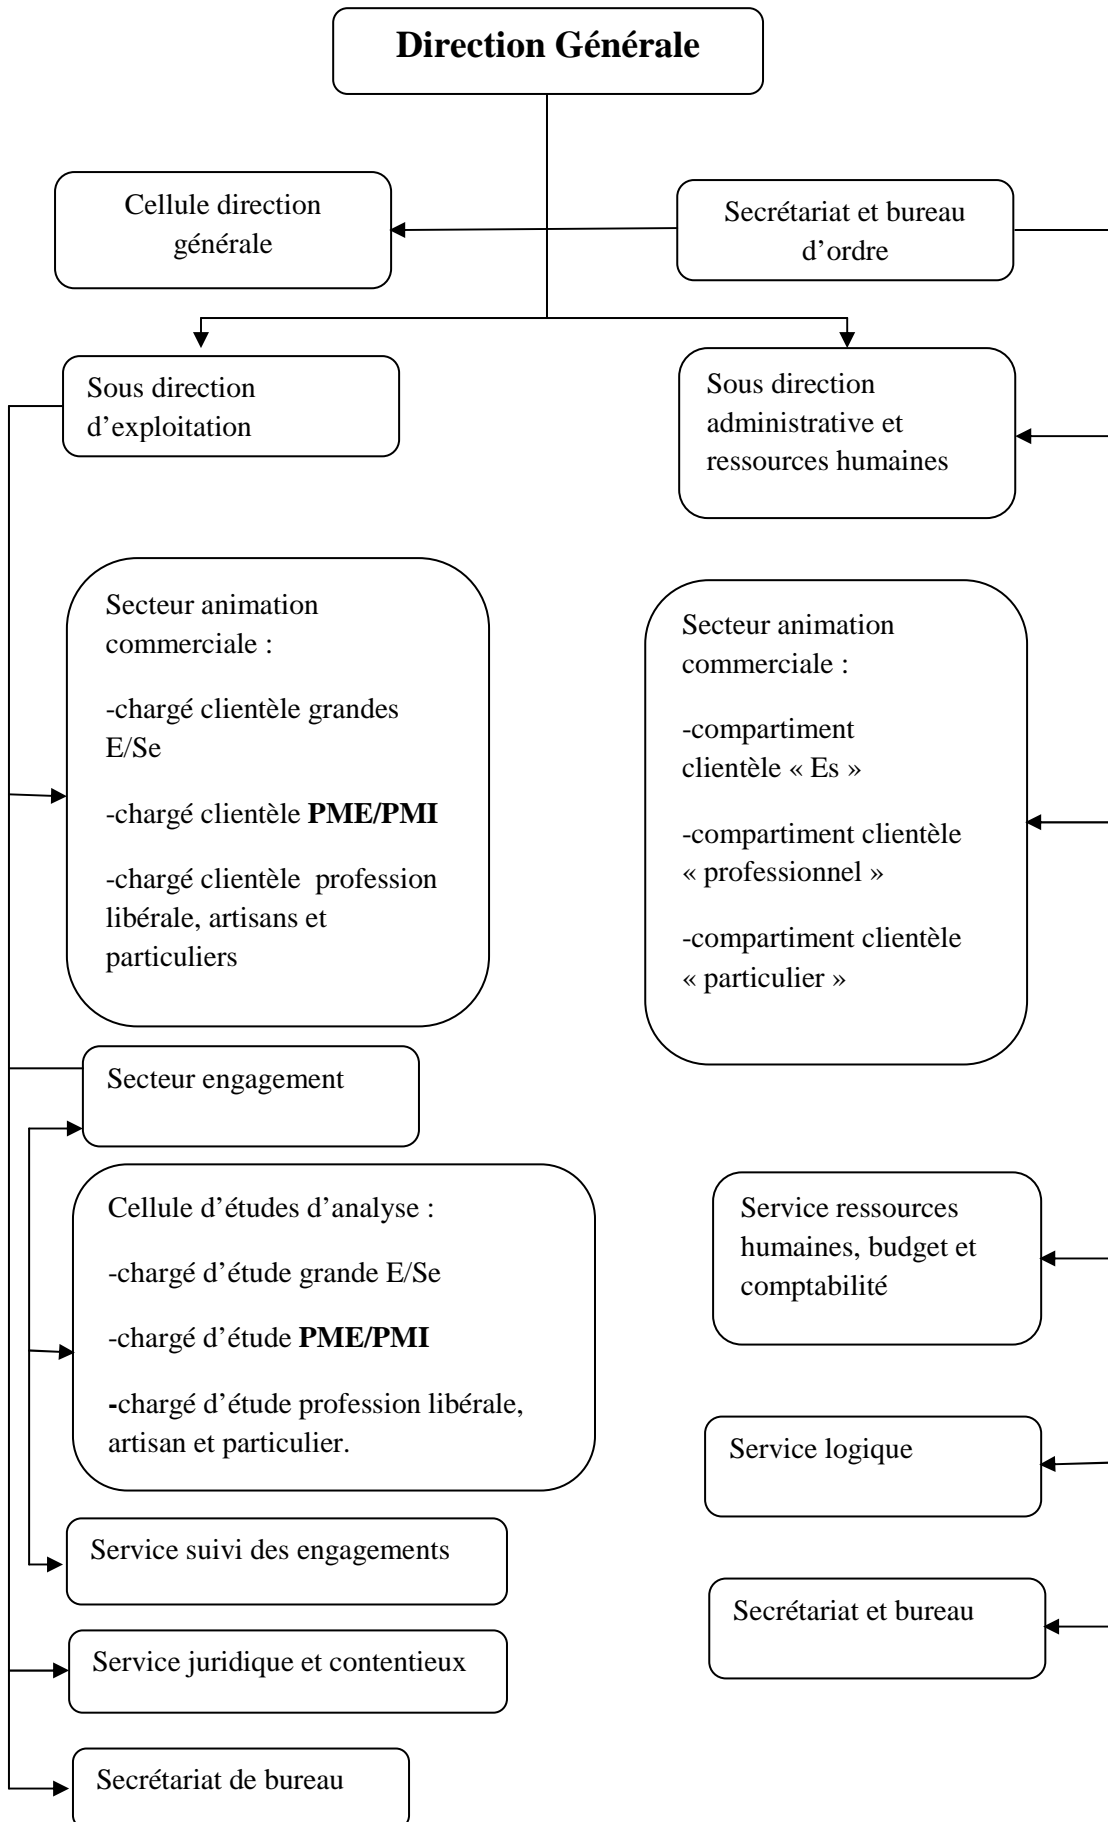 Direction Générale
Cellule direction
générale
Secrétariat et bureau
d’ordre
Sous direction
d’exploitation
Sous direction
administrative et
ressources humaines
Secteur animation
commerciale :
-chargé clientèle grandes
E/Se
-chargé clientèle PME/PMI
-chargé clientèle profession
libérale, artisans et
particuliers
Secteur animation
commerciale :
-compartiment
clientèle « Es »
-compartiment clientèle
« professionnel »
-compartiment clientèle
« particulier »
Secteur engagement
Cellule d’études d’analyse :
-chargé d’étude grande E/Se
-chargé d’étude PME/PMI
-chargé d’étude profession libérale,
artisan et particulier.
Service ressources
humaines, budget et
comptabilité
Service logique
Service suivi des engagements
Secrétariat et bureau
Service juridique et contentieux
Secrétariat de bureau